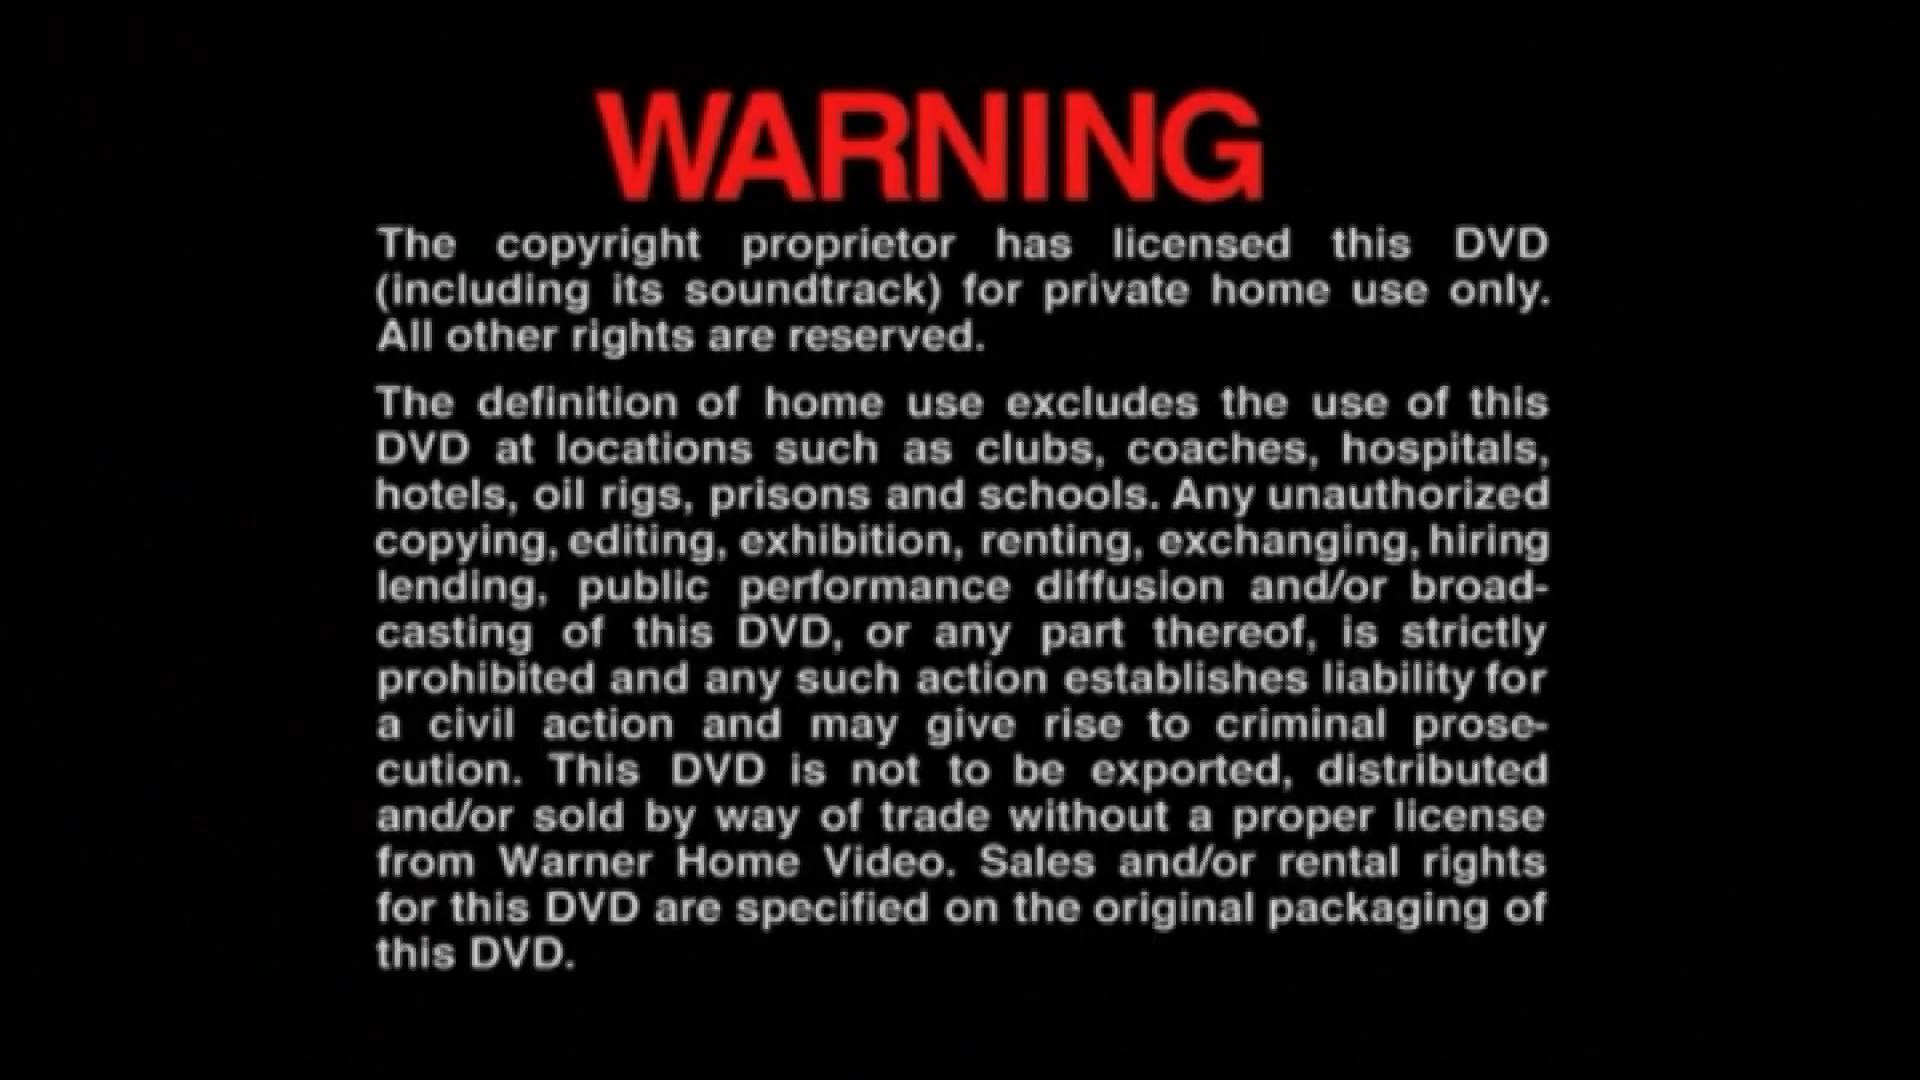 WARNING
The copyright proprietor has licensed this DVD
(including its soundtrack) for private home use only.
All other rights are reserved.
The definition of home use excludes the use of this
DVD at locations such as clubs, coaches, hospitals,
hotels, oil rigs, prisons and schools. Any unauthorized
copying, editing, exhibition, renting, exchanging, hiring
lending, public performance diffusion and/or broad-
casting of this DVD, or any part thereof, is strictly
prohibited and any such action establishes liability for
a civil action and may give rise to criminal prose-
cution. This DVD is not to be exported, distributed
and/or sold by way of trade without a proper license
from Warner Home Video. Sales and/or rental rights
for this DVD are specified on the original packaging of
this DVD.